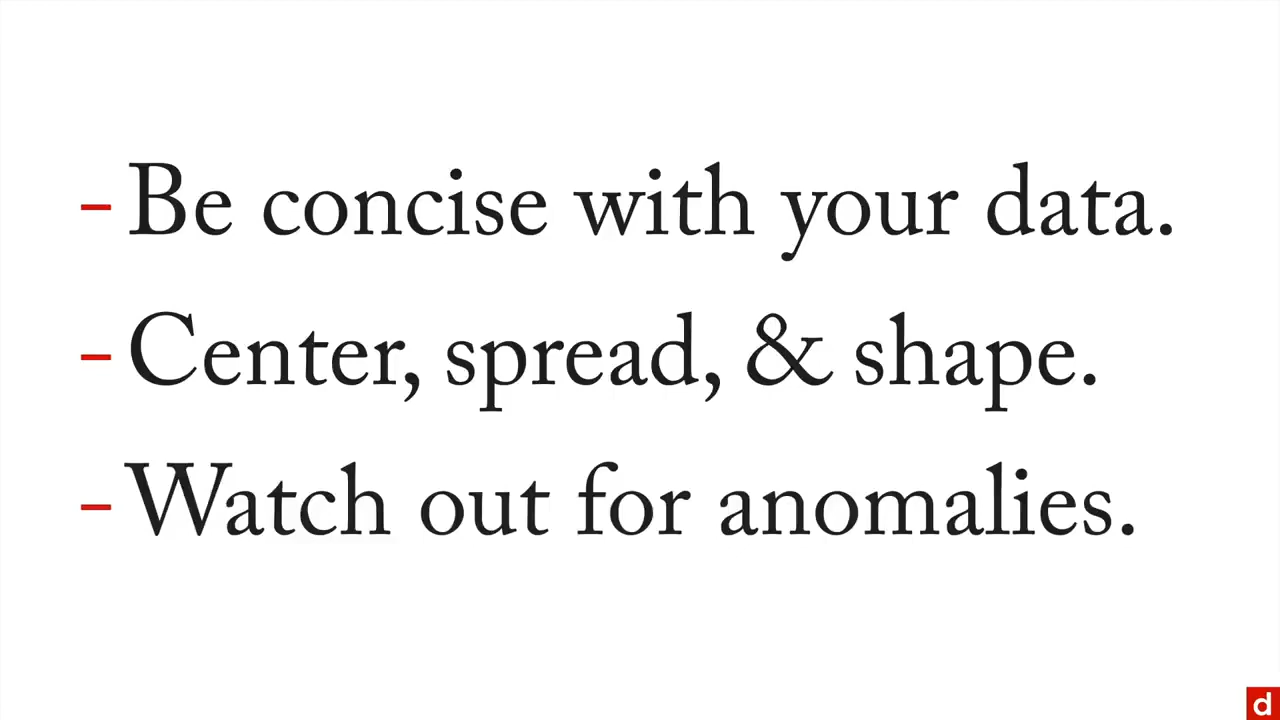 - Be concise with your data.
- Center, spread, & shape.
- Watch out for anomalies.
d